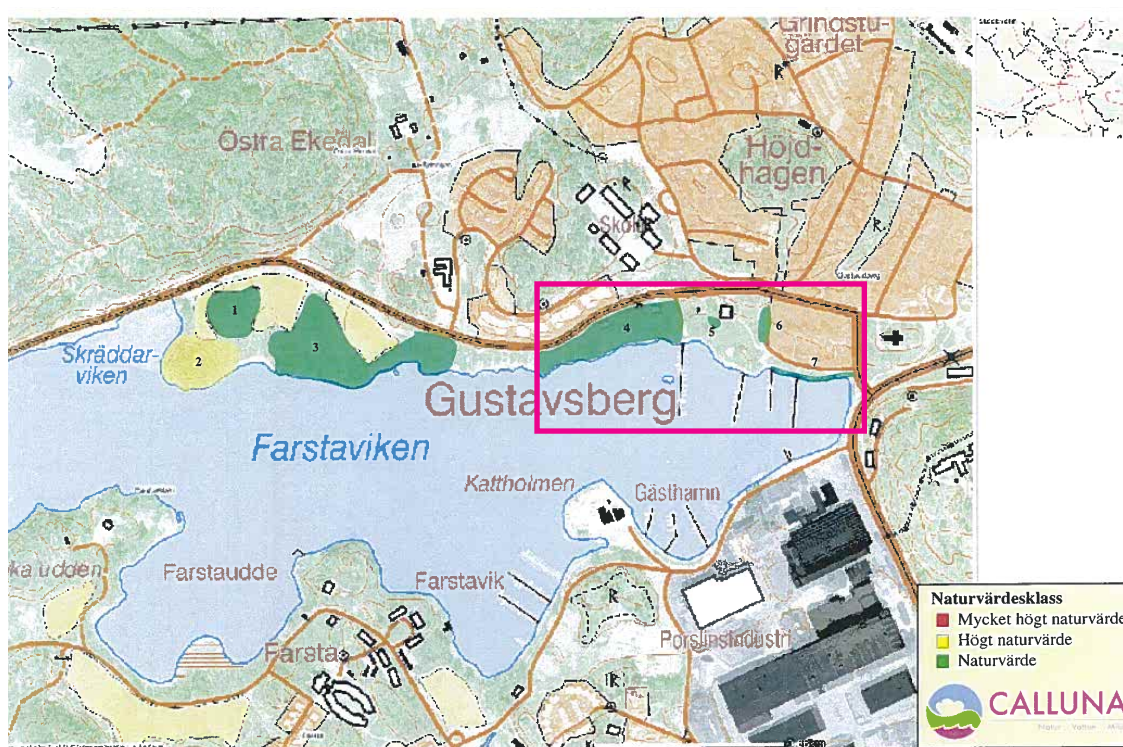 Grindstu-
gärdet
Östra Ekedal
Höjd-
hagen
R
R
R
Skola
1
2
3
4
5
6
7
Skräddar-
viken
Gustavsberg
Farstaviken
Kattholmen
Gästhamn
Farstaudde
Farstavik
R
R
Porslinsindustri
Farsta
Naturvärdesklass
Mycket högt naturvärde
Högt naturvärde
Naturvärde
CALLUNA